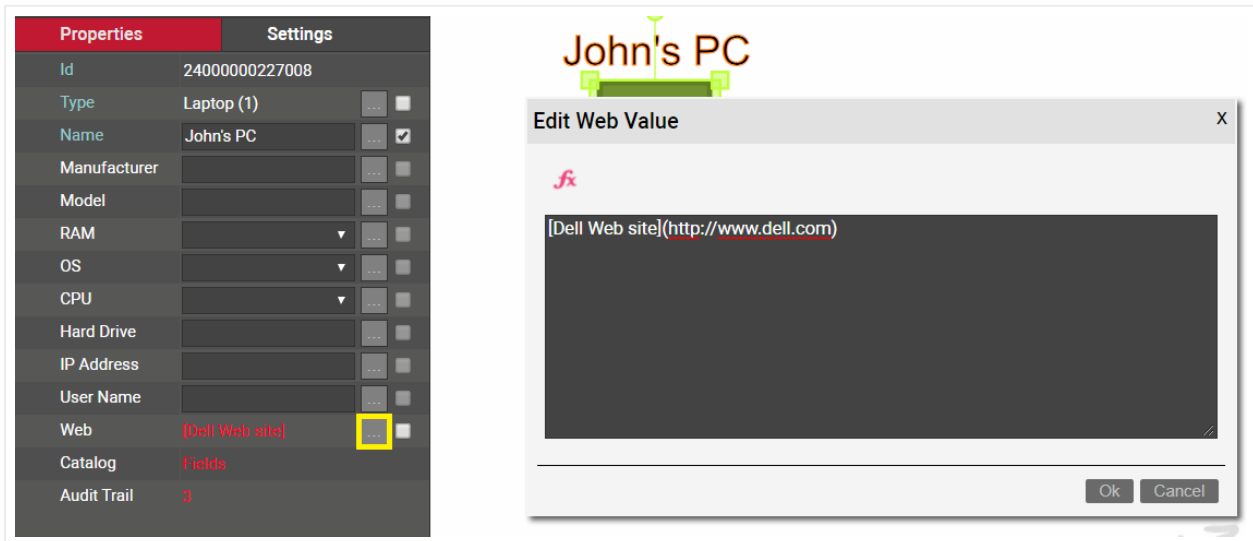 Properties Settings
Id 24000000227008
Type Laptop (1) ...
Name John's PC ...
Manufacturer ...
Model ...
RAM ...
OS ...
CPU ...
Hard Drive ...
IP Address ...
User Name ...
Web [Dell Web site] ...
Catalog Fields
Audit Trail 3
John's PC
Edit Web Value X
fx
[Dell Web site](http://www.dell.com)
Ok Cancel